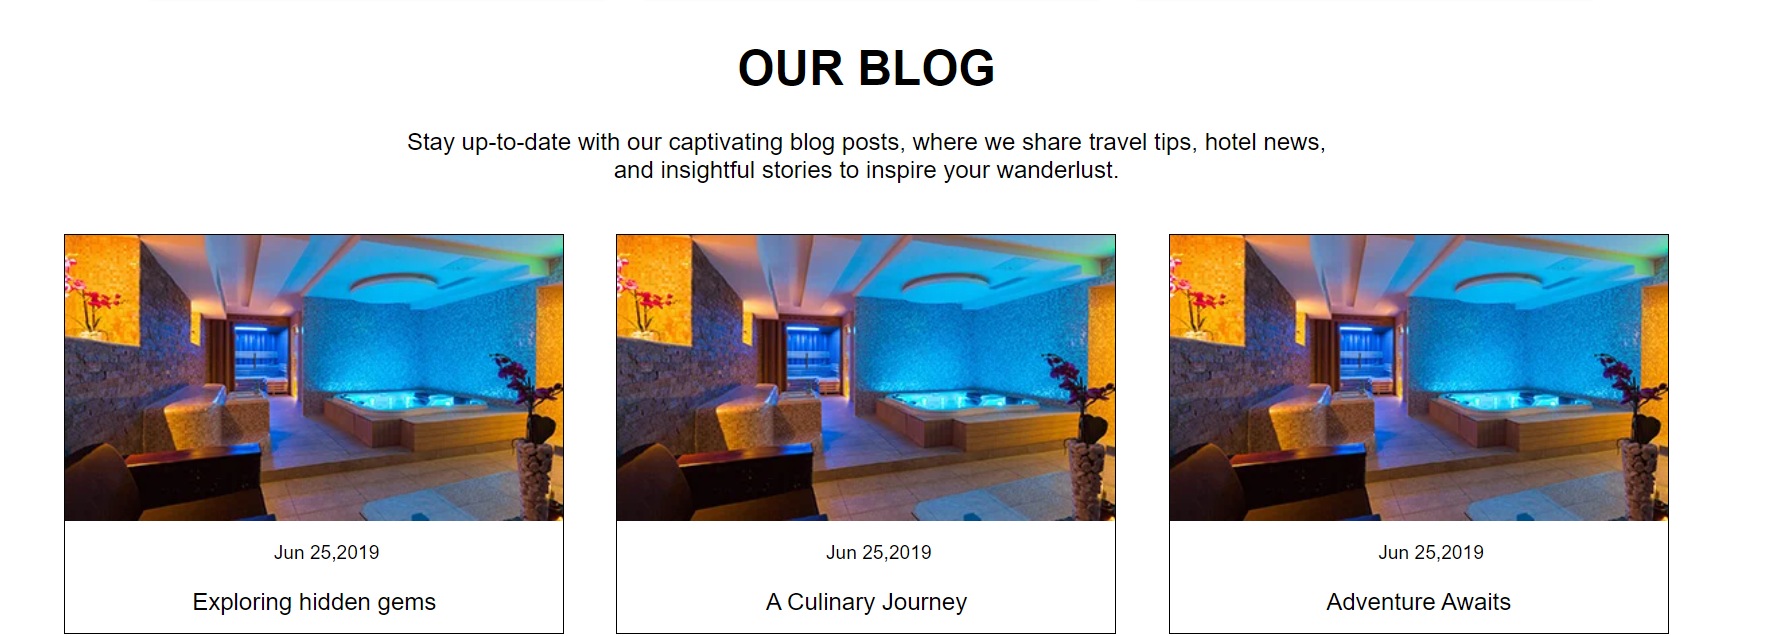 OUR BLOG
Stay up-to-date with our captivating blog posts, where we share travel tips, hotel news,
and insightful stories to inspire your wanderlust.
Jun 25,2019
Exploring hidden gems
Jun 25,2019
A Culinary Journey
Jun 25,2019
Adventure Awaits